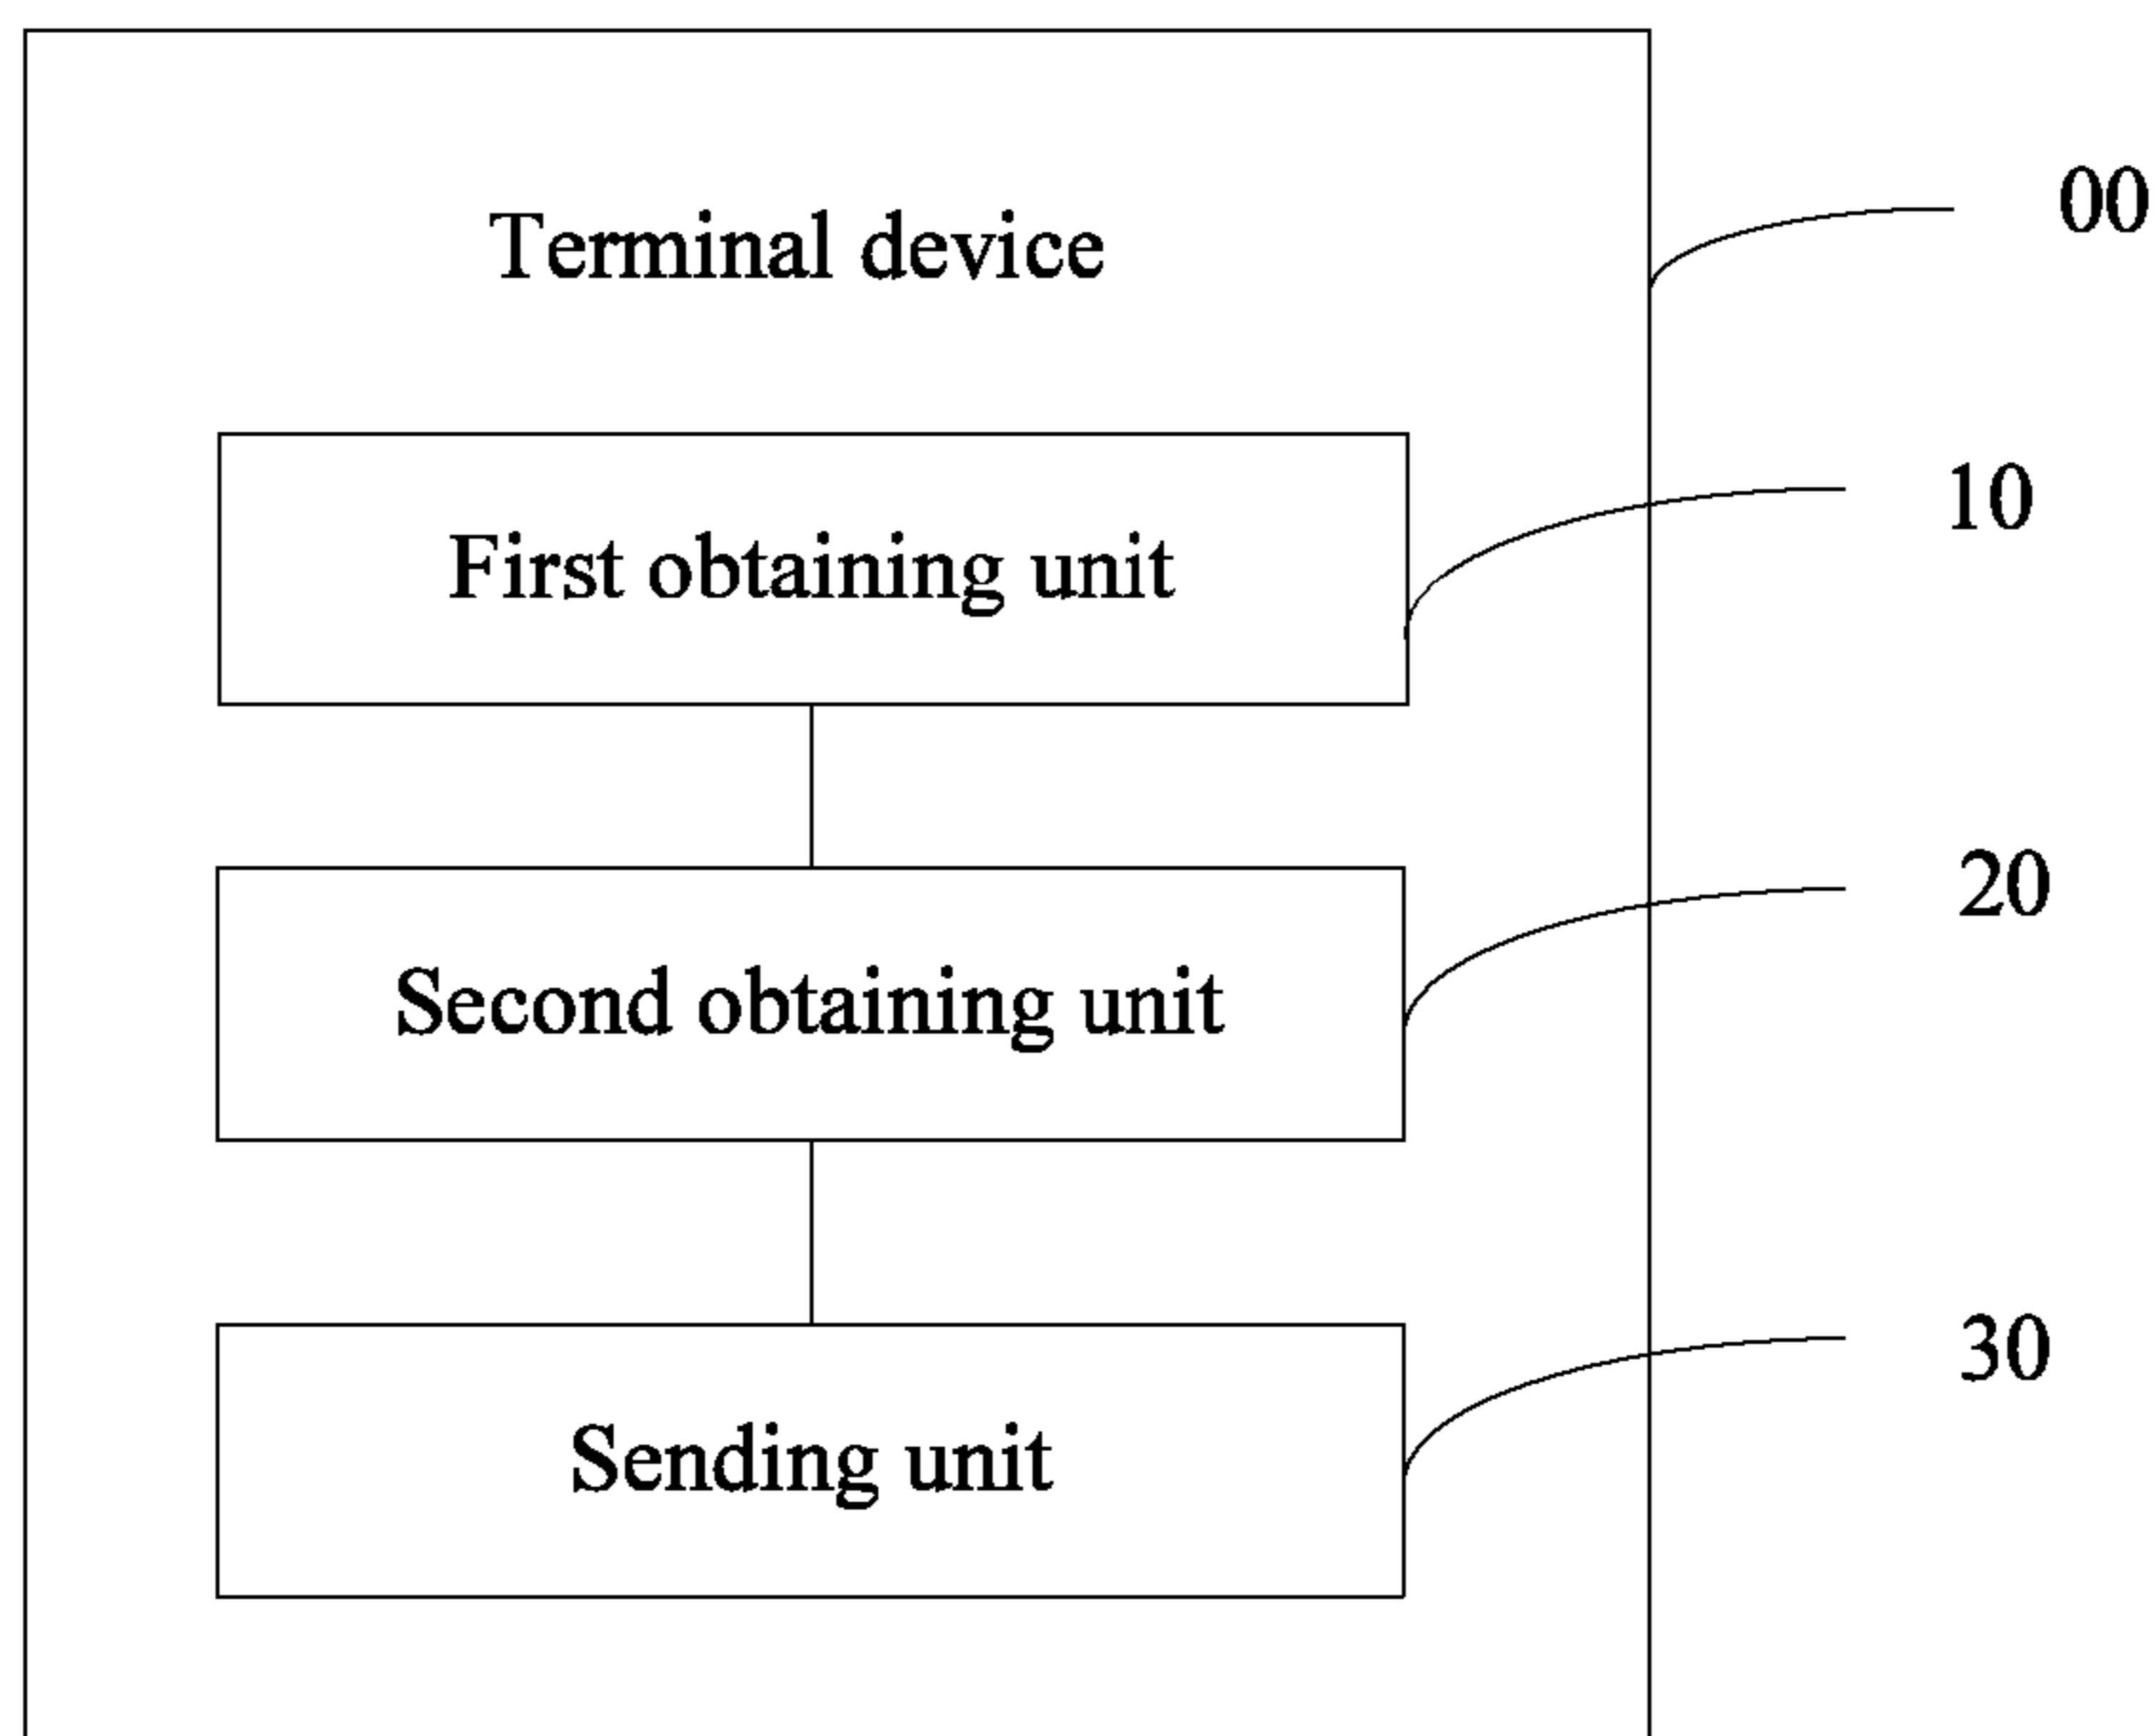 Terminal device
00
First obtaining unit
10
Second obtaining unit
20
Sending unit
30